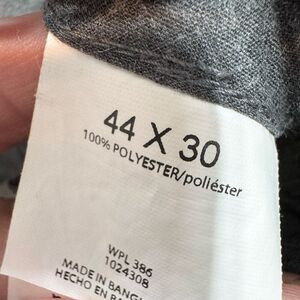 44 X 30
100% POLYESTER/poliéster
WPL 386
1024308
MADE IN
HECHO EN